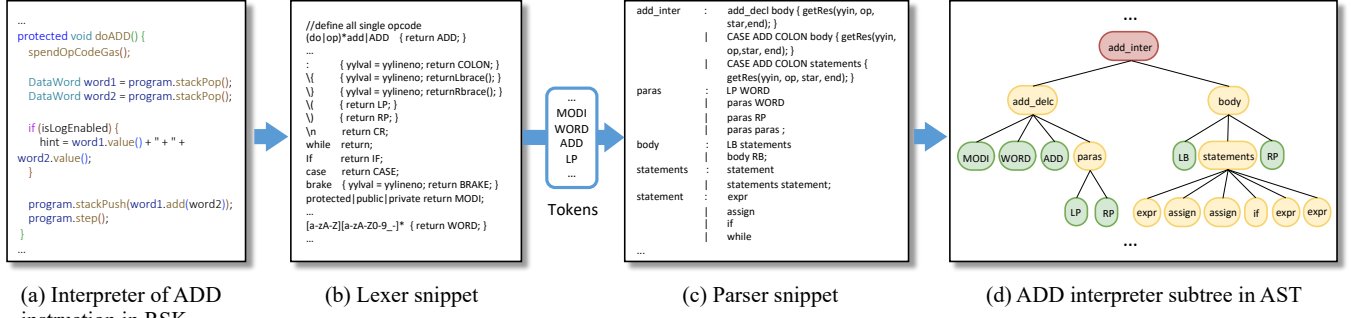 ...
protected void doADD() {
spendOpCodeGas();
DataWord word1 = program.stackPop();
DataWord word2 = program.stackPop();
if (isLogEnabled) {
hint = word1.value() + " + " +
word2.value();
}
program.stackPush(word1.add(word2));
program.step();
}
...
(a) Interpreter of ADD
//define all single opcode
(do|op)*add|ADD { return ADD; }
...
: { yylval = yylineno; return COLON; }
\{ { yylval = yylineno; returnLbrace(); }
\} { yylval = yylineno; returnRbrace(); }
\( { return LP; }
\) { return RP; }
\n return CR;
while return;
If return IF;
case return CASE;
brake { yylval = yylineno; return BRAKE; }
protected|public|private return MODI;
...
[a-zA-Z][a-zA-Z0-9_-]* { return WORD; }
...
(b) Lexer snippet
...
MODI
WORD
ADD
LP
...
Tokens
add_inter : add_decl body { getRes(yyin, op,
star,end); }
| CASE ADD COLON body { getRes(yyin,
op,star, end); }
| CASE ADD COLON statements {
getRes(yyin, op, star, end); }
paras : LP WORD
| paras WORD
| paras RP
| paras paras ;
body : LB statements
| body RB;
statements : statement
| statements statement;
statement : expr
| assign
| if
| while
...
(c) Parser snippet
...
add_inter
add_delc body
MODI WORD ADD paras LB statements RP
LP RP expr assign assign if expr expr
...
(d) ADD interpreter subtree in AST